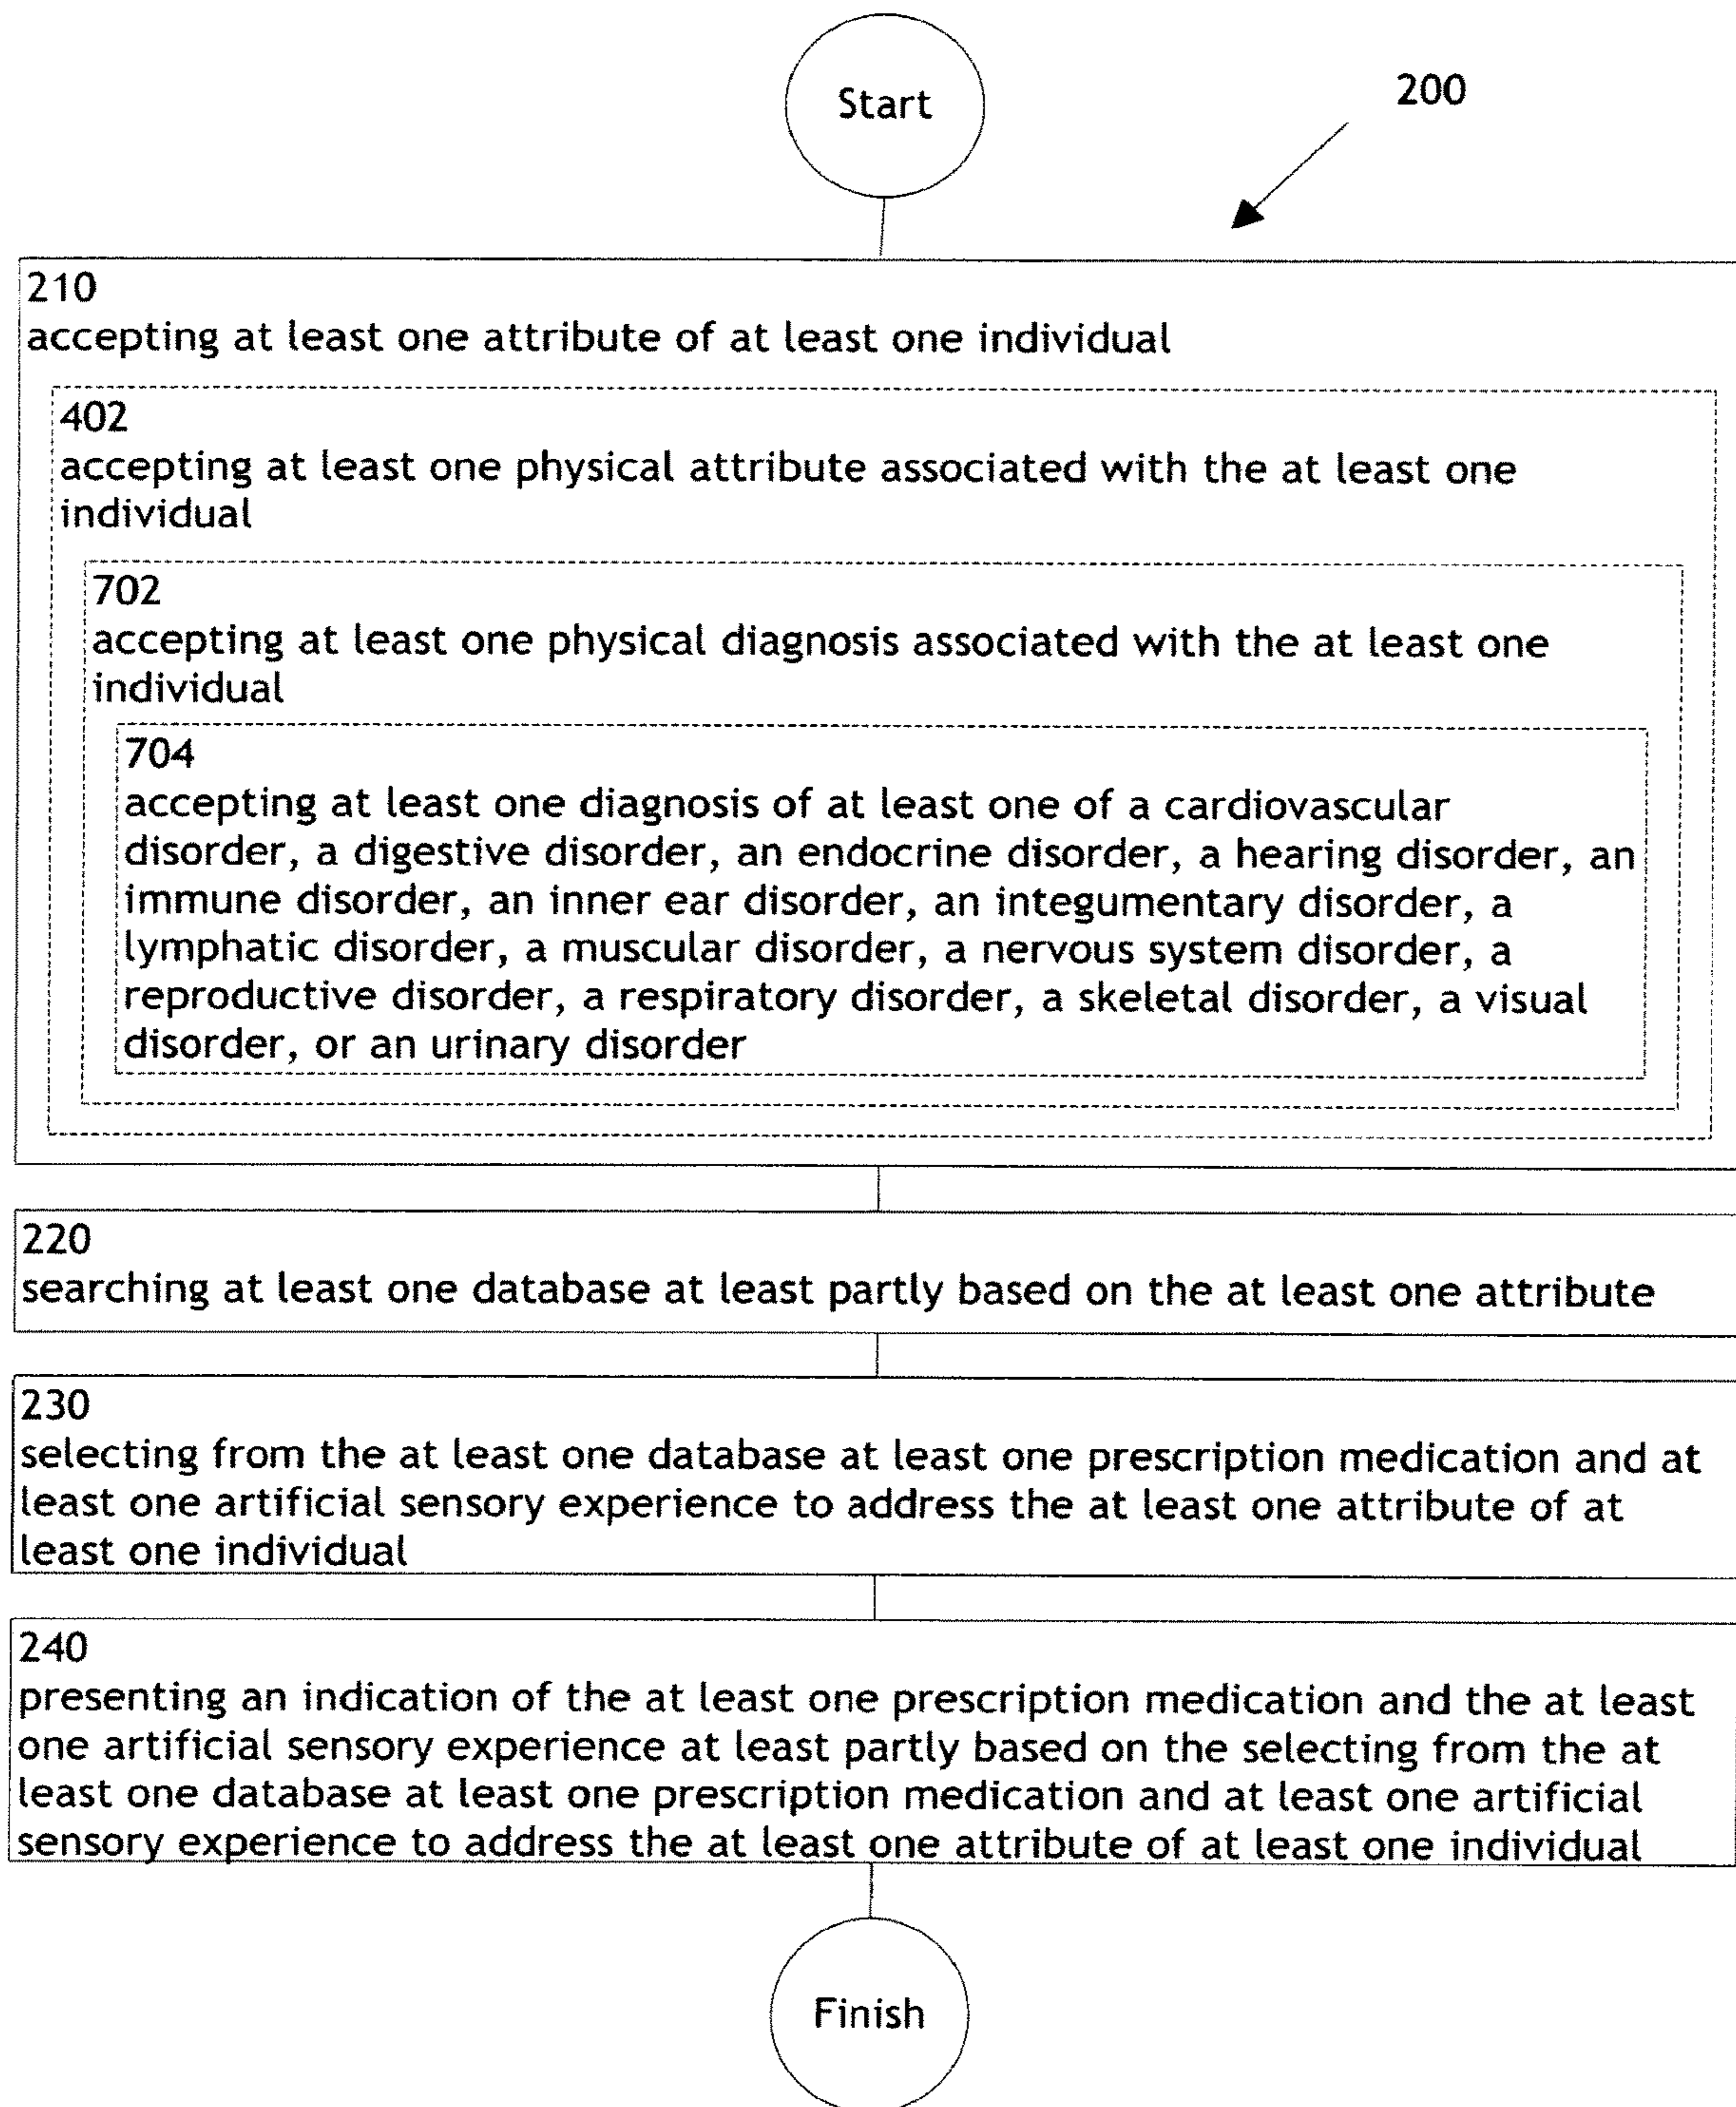 Start
200
210
accepting at least one attribute of at least one individual
402
accepting at least one physical attribute associated with the at least one
individual
702
accepting at least one physical diagnosis associated with the at least one
individual
704
accepting at least one diagnosis of at least one of a cardiovascular
disorder, a digestive disorder, an endocrine disorder, a hearing disorder, an
immune disorder, an inner ear disorder, an integumentary disorder, a
lymphatic disorder, a muscular disorder, a nervous system disorder, a
reproductive disorder, a respiratory disorder, a skeletal disorder, a visual
disorder, or an urinary disorder
220
searching at least one database at least partly based on the at least one attribute
230
selecting from the at least one database at least one prescription medication and at
least one artificial sensory experience to address the at least one attribute of at
least one individual
240
presenting an indication of the at least one prescription medication and the at least
one artificial sensory experience at least partly based on the selecting from the at
least one database at least one prescription medication and at least one artificial
sensory experience to address the at least one attribute of at least one individual
Finish